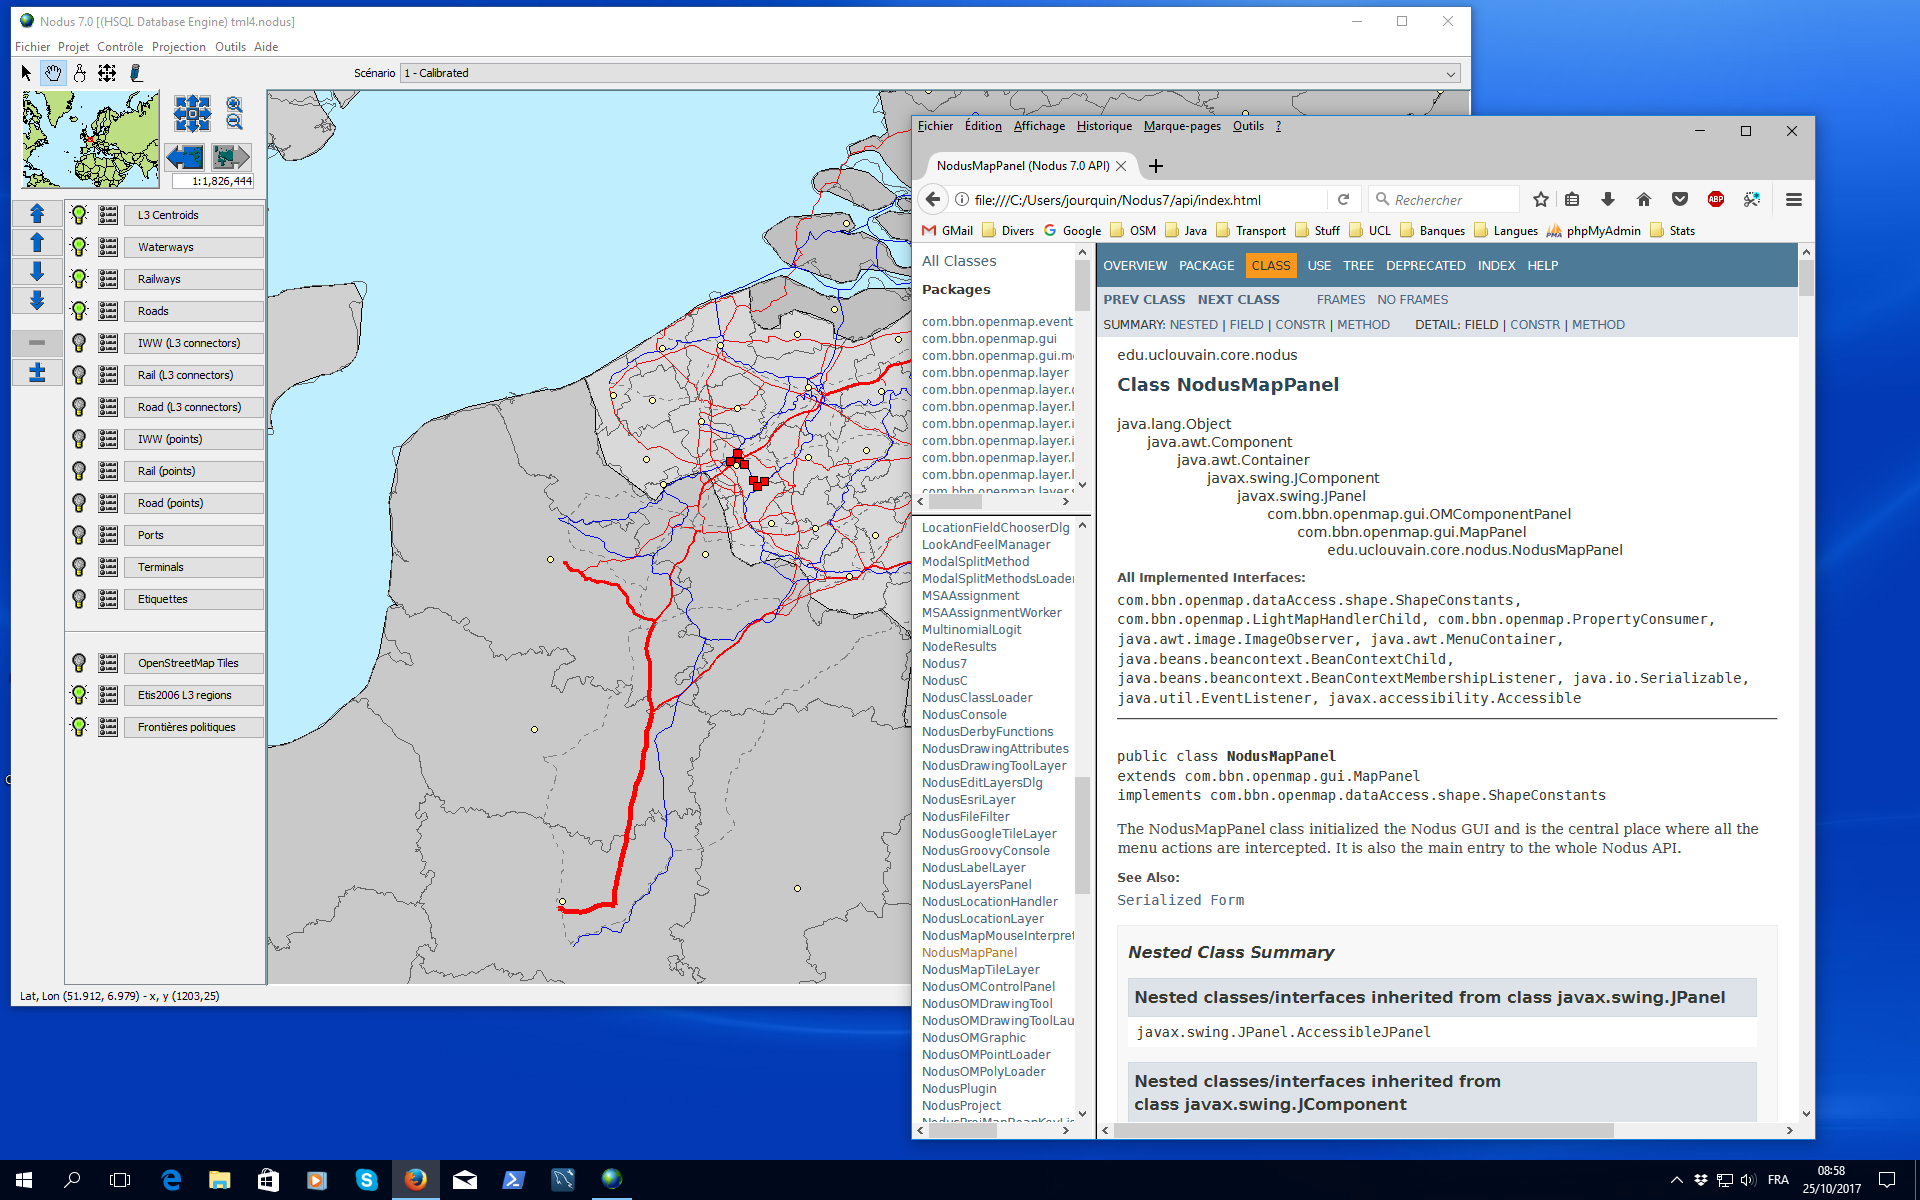 Nodus 7.0 [(HSQL Database Engine) tml4.nodus]
Fichier Projet Contrôle Projection Outils Aide
Scénario 1 - Calibrated
1:1,826,444
L3 Centroids
Waterways
Railways
Roads
IWW (L3 connectors)
Rail (L3 connectors)
Road (L3 connectors)
IWW (points)
Rail (points)
Road (points)
Ports
Terminals
Etiquettes
OpenStreetMap Tiles
Etis2006 L3 regions
Frontières politiques
Lat, Lon (51.912, 6.979) - x, y (1203,25)
Fichier Édition Affichage Historique Marque-pages Outils ?
NodusMapPanel (Nodus 7.0 API)
file:///C:/Users/jourquin/Nodus7/api/index.html
Rechercher
ABP
GMail Divers Google OSM Java Transport Stuff UCL Banques Langues phpMyAdmin Stats
All Classes
Packages
com.bbn.openmap.event
com.bbn.openmap.gui
com.bbn.openmap.gui.m
com.bbn.openmap.layer
com.bbn.openmap.layer.
com.bbn.openmap.layer.
com.bbn.openmap.layer.i
com.bbn.openmap.layer.i
com.bbn.openmap.layer.
com.bbn.openmap.layer.
com.bbn.openmap.layer
LocationFieldChooserDlg
LookAndFeelManager
ModalSplitMethod
ModalSplitMethodsLoader
MSAAssignment
MSAAssignmentWorker
MultinomialLogit
NodeResults
Nodus7
NodusC
NodusClassLoader
NodusConsole
NodusDerbyFunctions
NodusDrawingAttributes
NodusDrawingToolLayer
NodusEditLayersDlg
NodusEsriLayer
NodusFileFilter
NodusGoogleTileLayer
NodusGroovyConsole
NodusLabelLayer
NodusLayersPanel
NodusLocationHandler
NodusLocationLayer
NodusMapMouseInterpret
NodusMapPanel
NodusMapTileLayer
NodusOMControlPanel
NodusOMDrawingTool
NodusOMDrawingToolLau
NodusOMGraphic
NodusOMPointLoader
NodusOMPolyLoader
NodusPlugin
NodusProject
OVERVIEW PACKAGE CLASS USE TREE DEPRECATED INDEX HELP
PREV CLASS NEXT CLASS FRAMES NO FRAMES
SUMMARY: NESTED | FIELD | CONSTR | METHOD DETAIL: FIELD | CONSTR | METHOD
edu.uclouvain.core.nodus
Class NodusMapPanel
java.lang.Object
java.awt.Component
java.awt.Container
javax.swing.JComponent
javax.swing.JPanel
com.bbn.openmap.gui.OMComponentPanel
com.bbn.openmap.gui.MapPanel
edu.uclouvain.core.nodus.NodusMapPanel
All Implemented Interfaces:
com.bbn.openmap.dataAccess.shape.ShapeConstants,
com.bbn.openmap.LightMapHandlerChild, com.bbn.openmap.PropertyConsumer,
java.awt.image.ImageObserver, java.awt.MenuContainer,
java.beans.beancontext.BeanContextChild,
java.beans.beancontext.BeanContextMembershipListener, java.io.Serializable,
java.util.EventListener, javax.accessibility.Accessible
public class NodusMapPanel
extends com.bbn.openmap.gui.MapPanel
implements com.bbn.openmap.dataAccess.shape.ShapeConstants
The NodusMapPanel class initialized the Nodus GUI and is the central place where all the
menu actions are intercepted. It is also the main entry to the whole Nodus API.
See Also:
Serialized Form
Nested Class Summary
Nested classes/interfaces inherited from class javax.swing.JPanel
javax.swing.JPanel.AccessibleJPanel
Nested classes/interfaces inherited from
class javax.swing.JComponent
FRA
08:58
25/10/2017